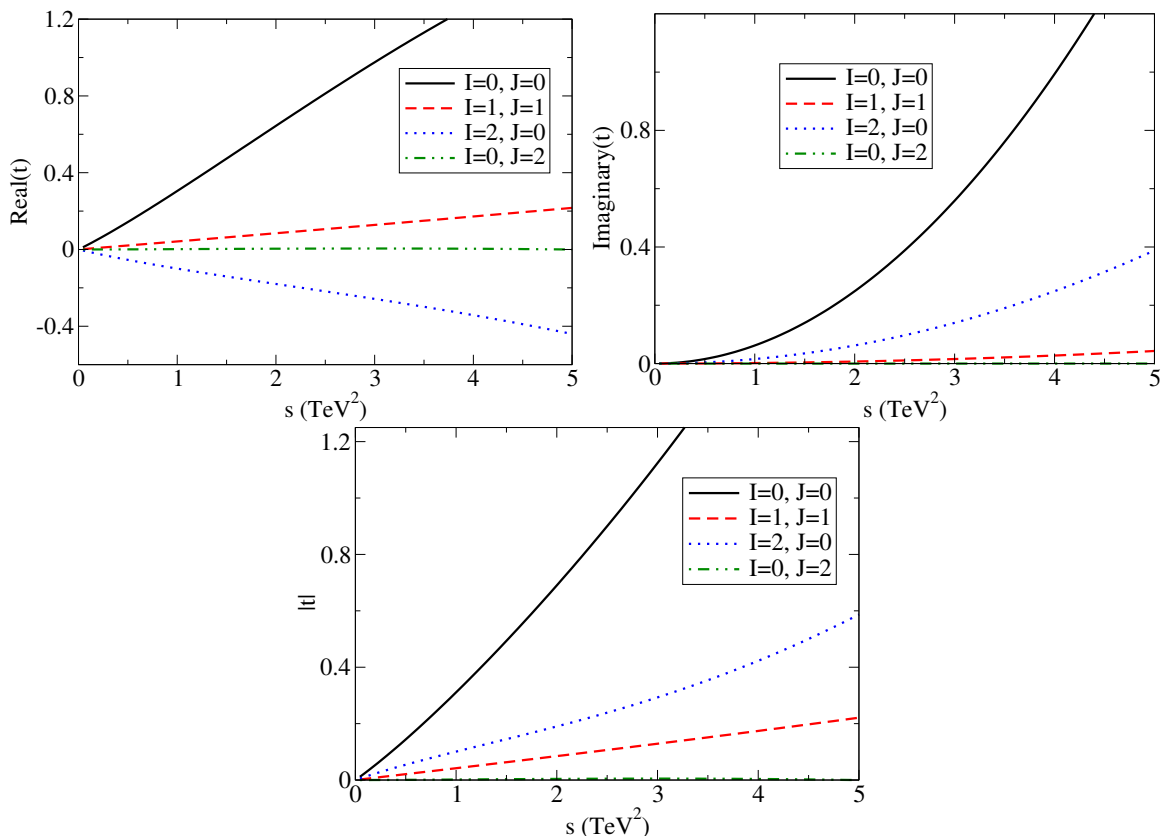 Real(t)
1.2
0.8
0.4
0
-0.4
I=0, J=0
I=1, J=1
I=2, J=0
I=0, J=2
0 1 2 3 4 5
s (TeV^2)
Imaginary(t)
0.8
0.4
0
I=0, J=0
I=1, J=1
I=2, J=0
I=0, J=2
0 1 2 3 4 5
s (TeV^2)
|t|
1.2
0.8
0.4
0
I=0, J=0
I=1, J=1
I=2, J=0
I=0, J=2
0 1 2 3 4 5
s (TeV^2)